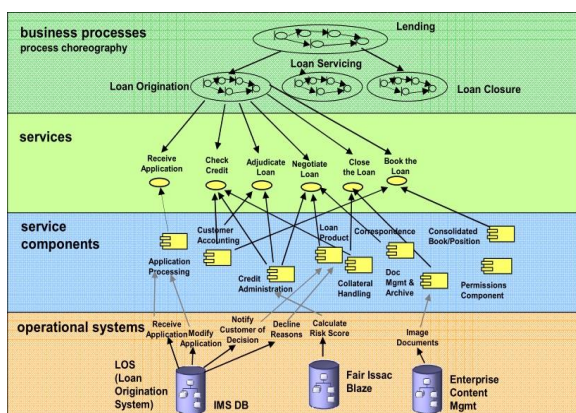 business processes
process choreography
Lending
Loan Servicing
Loan Origination
Loan Closure
services
Receive
Application
Check
Credit
Adjudicate
Loan
Negotiate
Loan
Close
the Loan
Book the
Loan
service
components
Application
Processing
Customer
Accounting
Credit
Administration
Loan
Product
Collateral
Handling
Correspondence
Doc
Mgmt &
Archive
Consolidated
Book/Position
Permissions
Component
operational systems
Receive
Application
Modify
Application
Notify
Customer of
Decision
Decline
Reasons
Calculate
Risk Score
Image
Documents
LOS
(Loan
Origination
System)
IMS DB
Fair Issac
Blaze
Enterprise
Content
Mgmt